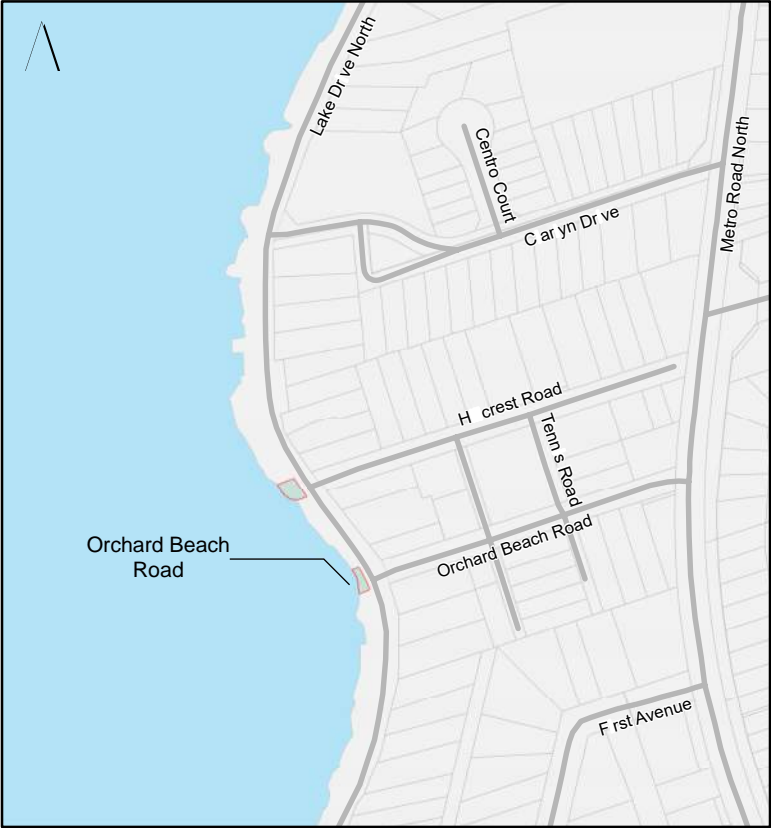 Lake Dr ve North
Centro Court
Metro Road North
C ar yn Dr ve
H crest Road
Tenn s Road
Orchard Beach
Road
Orchard Beach Road
F rst Avenue